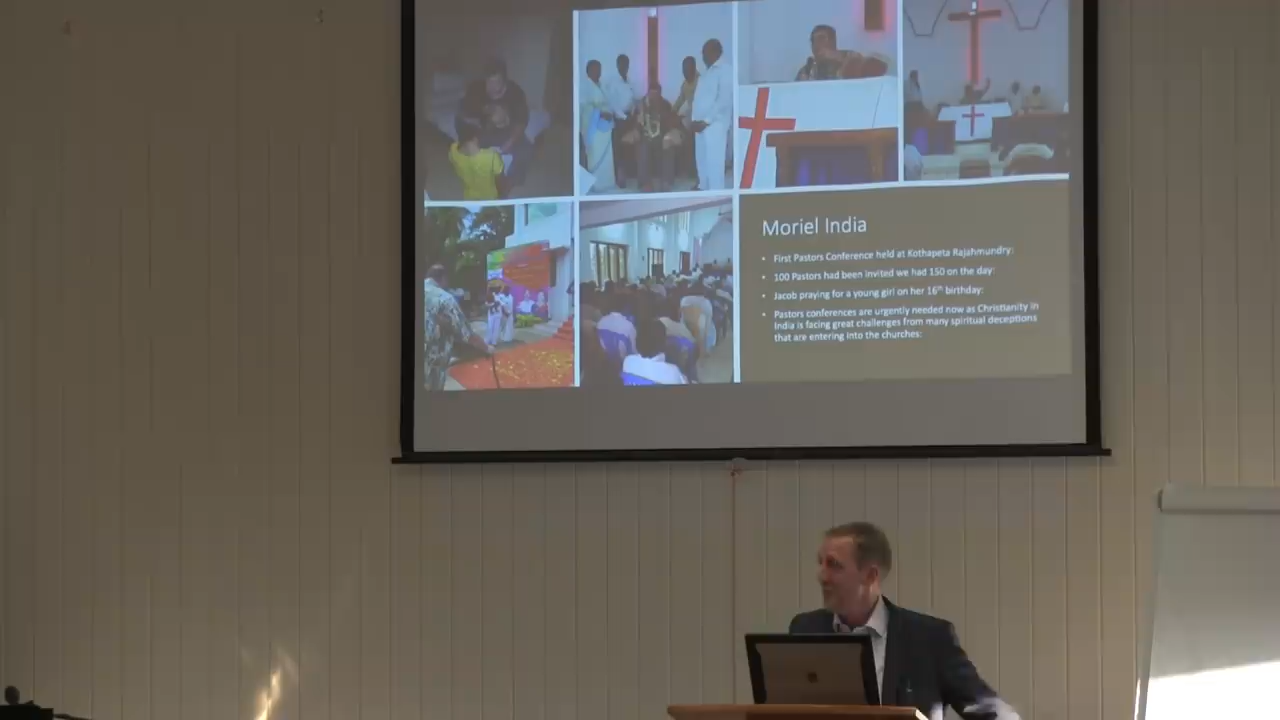 Moriel India
• First Pastors Conference held at Kothapeta Rajahmundry:
• 100 Pastors had been invited we had 150 on the day:
• Jacob praying for a young girl on her 16th birthday:
• Pastors conferences are urgently needed now as Christianity in
India is facing great challenges from many spiritual deceptions
that are entering into the churches: